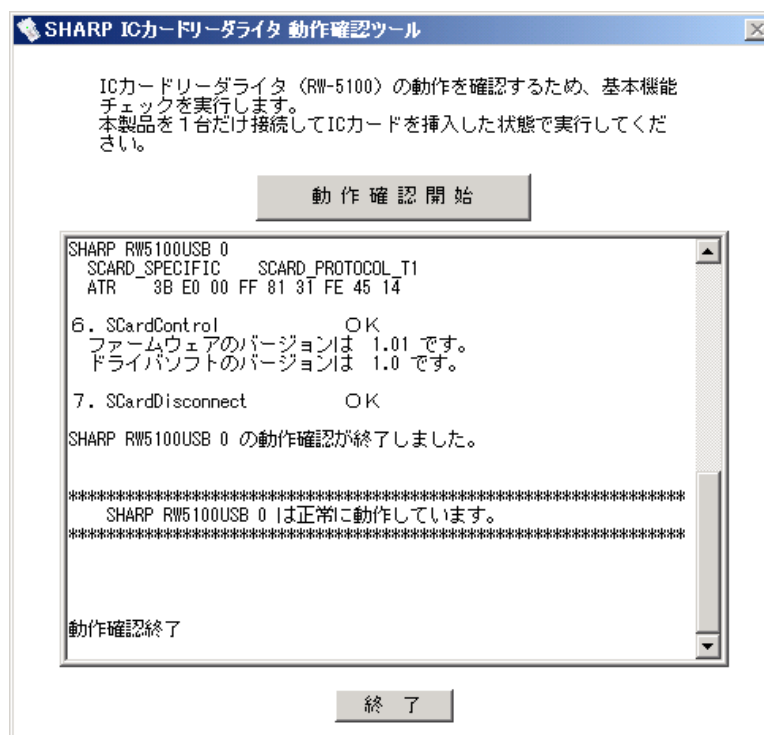 SHARP ICカードリーダライタ 動作確認ツール
ICカードリーダライタ（RW-5100）の動作を確認するため、基本機能
チェックを実行します。
本製品を１台だけ接続してICカードを挿入した状態で実行してくだ
さい。
動 作 確 認 開 始
SHARP RW5100USB 0
SCARD_SPECIFIC SCARD_PROTOCOL_T1
ATR 3B E0 00 FF 81 31 FE 45 14
６．SCardControl ＯＫ
ファームウェアのバージョンは 1.01 です。
ドライバソフトのバージョンは 1.0 です。
７．SCardDisconnect ＯＫ
SHARP RW5100USB 0 の動作確認が終了しました。
*****************************************************************
SHARP RW5100USB 0 は正常に動作しています。
*****************************************************************
動作確認終了
終 了